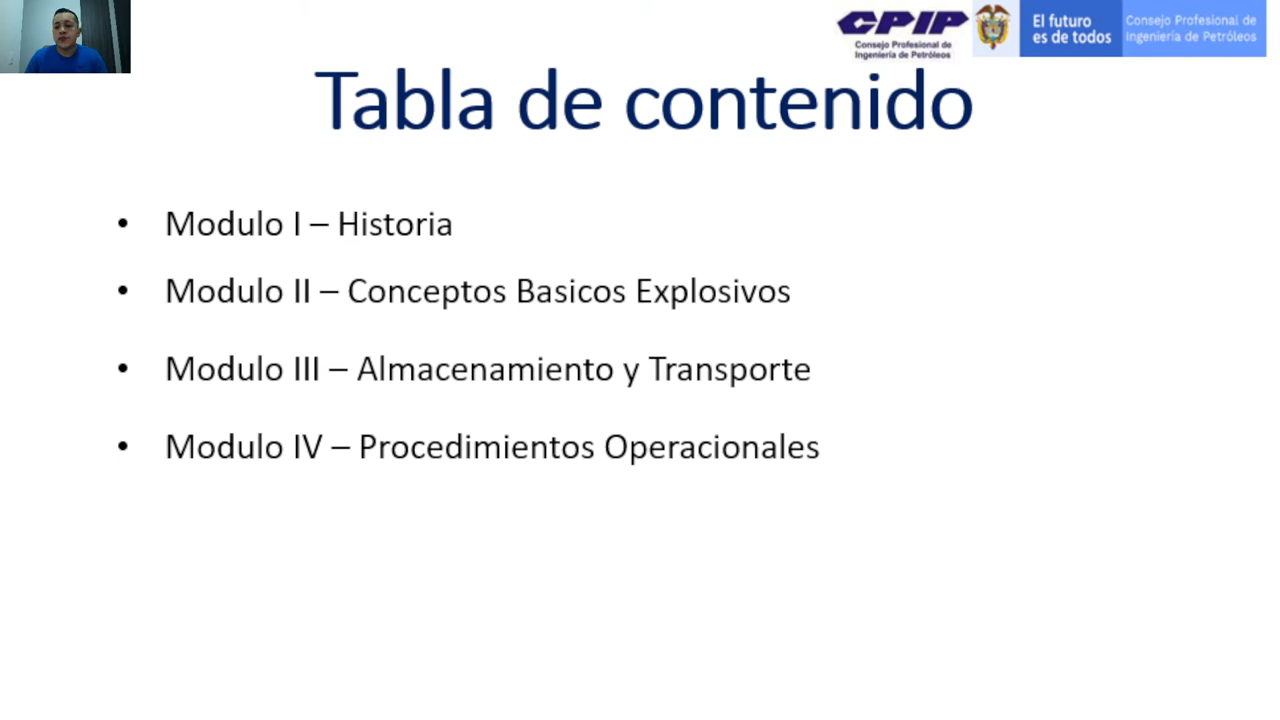 CPIP
Consejo Profesional de
Ingeniería de Petróleos
El futuro
es de todos
Consejo Profesional de
Ingeniería de Petróleos
Tabla de contenido
• Modulo I – Historia
• Modulo II – Conceptos Basicos Explosivos
• Modulo III – Almacenamiento y Transporte
• Modulo IV – Procedimientos Operacionales